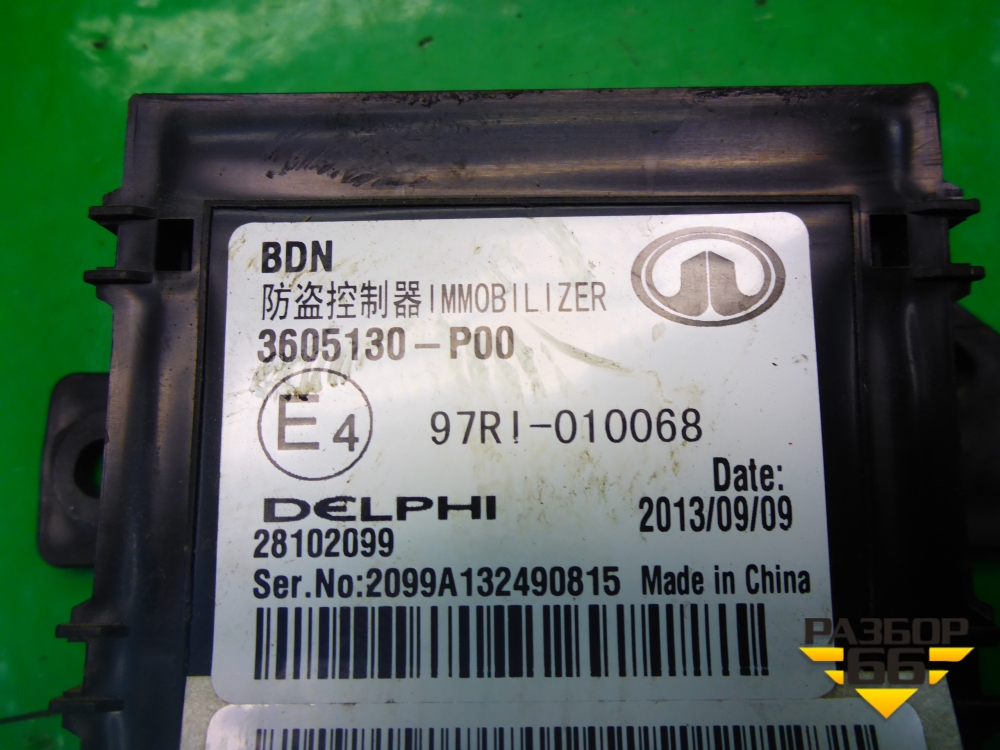 BDN
防盗控制器IMMOBILIZER
3605130-P00
E4 97RI-010068
Date:
DELPHI 2013/09/09
28102099
Ser.No:2099A132490815 Made in China
РАЗБОР
66